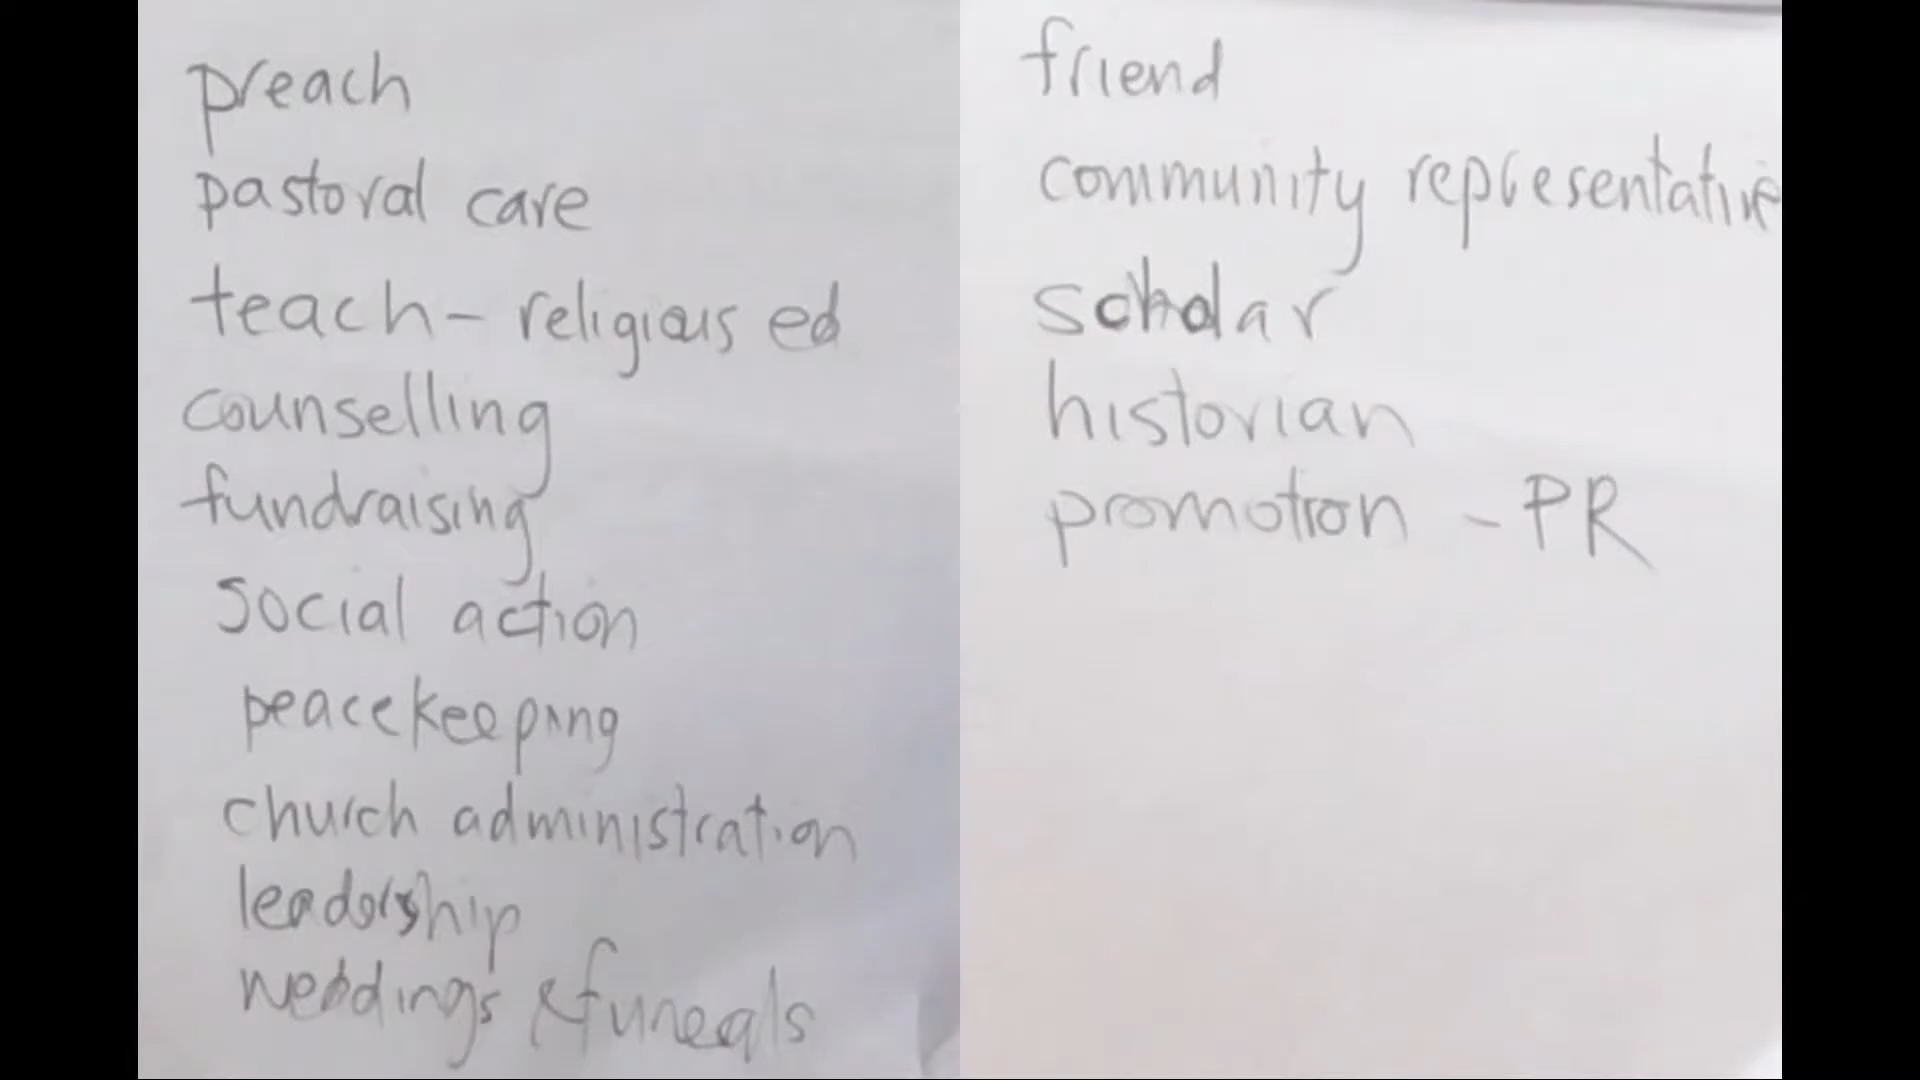 preach
pastoral care
teach - religious ed
counselling
fundraising
social action
peacekeeping
church administration
leadership
weddings & funerals
friend
community representative
scholar
historian
promotion - PR